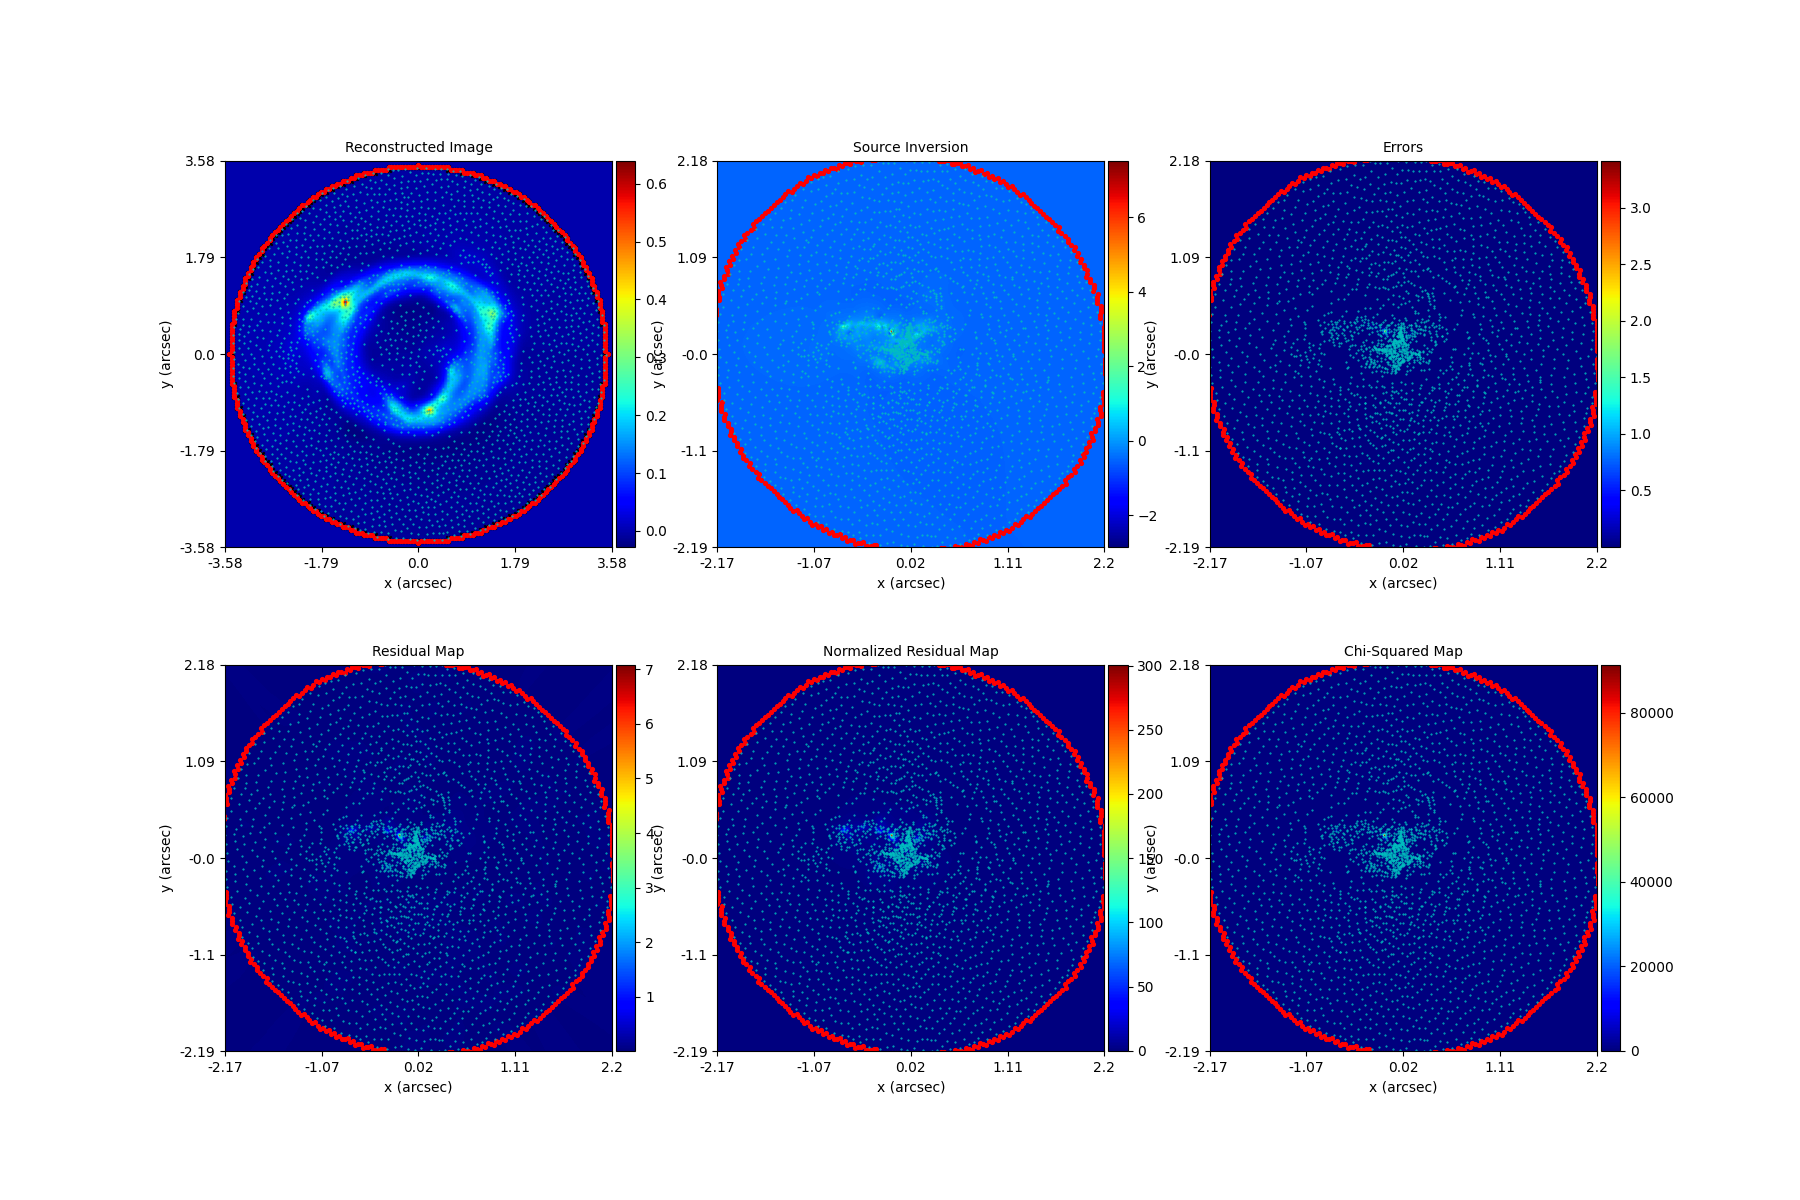 Reconstructed Image
3.58
1.79
0.0
-1.79
-3.58
y (arcsec)
-3.58 -1.79 0.0 1.79 3.58
x (arcsec)
0.6
0.5
0.4
0.3
0.2
0.1
0.0
Source Inversion
2.18
1.09
-0.0
-1.1
-2.19
y (arcsec)
-2.17 -1.07 0.02 1.11 2.2
x (arcsec)
6
4
2
0
−2
Errors
2.18
1.09
-0.0
-1.1
-2.19
y (arcsec)
-2.17 -1.07 0.02 1.11 2.2
x (arcsec)
3.0
2.5
2.0
1.5
1.0
0.5
Residual Map
2.18
1.09
-0.0
-1.1
-2.19
y (arcsec)
-2.17 -1.07 0.02 1.11 2.2
x (arcsec)
7
6
5
4
3
2
1
Normalized Residual Map
2.18
1.09
-0.0
-1.1
-2.19
y (arcsec)
-2.17 -1.07 0.02 1.11 2.2
x (arcsec)
300
250
200
150
100
50
0
Chi-Squared Map
2.18
1.09
-0.0
-1.1
-2.19
y (arcsec)
-2.17 -1.07 0.02 1.11 2.2
x (arcsec)
80000
60000
40000
20000
0